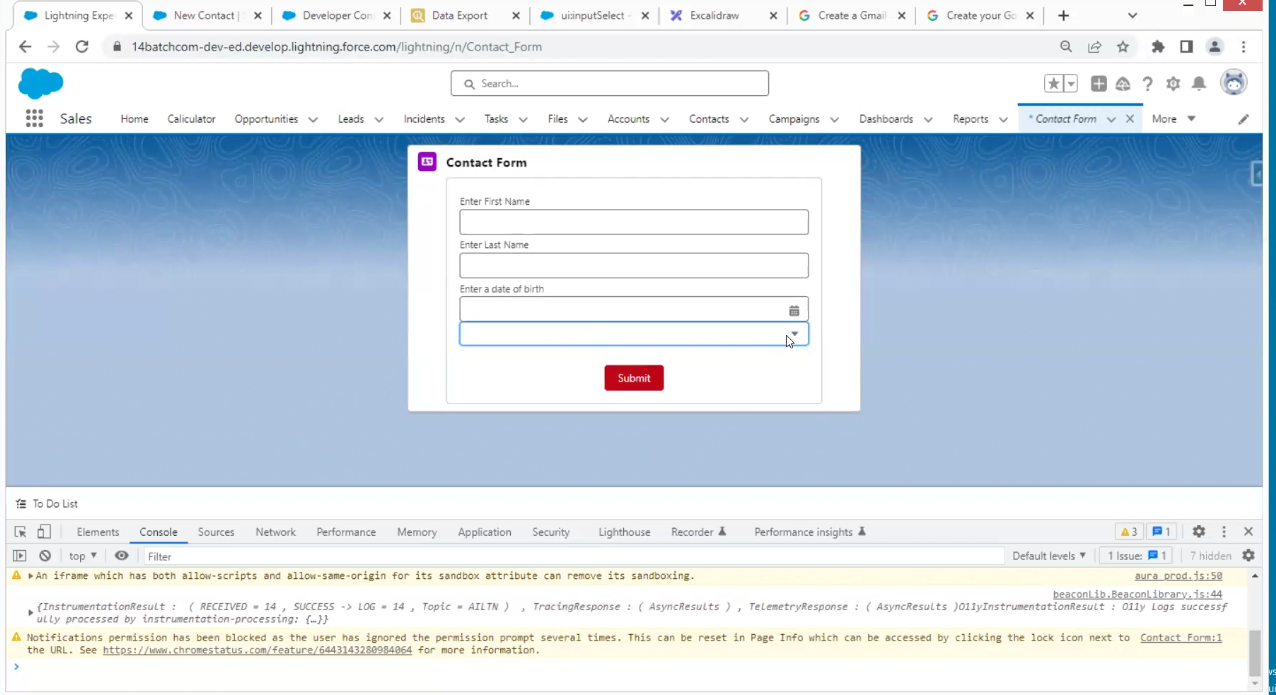 Lightning Expe
New Contact |
Developer Con
Data Export
ui:inputSelect -
Excalidraw
Create a Gmail
Create your Go
14batchcom-dev-ed.develop.lightning.force.com/lightning/n/Contact_Form
Search...
Sales
Home
Calculator
Opportunities
Leads
Incidents
Tasks
Files
Accounts
Contacts
Campaigns
Dashboards
Reports
* Contact Form
More
Contact Form
Enter First Name
Enter Last Name
Enter a date of birth
Submit
To Do List
Elements
Console
Sources
Network
Performance
Memory
Application
Security
Lighthouse
Recorder
Performance insights
3
1
top
Filter
Default levels
1 Issue:
1
7 hidden
An iframe which has both allow-scripts and allow-same-origin for its sandbox attribute can remove its sandboxing.
aura_prod.js:50
beaconLib.BeaconLibrary.js:44
{InstrumentationResult : ( RECEIVED = 14 , SUCCESS -> LOG = 14 , Topic = AILTN ) , TracingResponse : ( AsyncResults ) , TelemetryResponse : ( AsyncResults )O11yInstrumentationResult : O11y Logs successf
ully processed by instrumentation-processing: {…}}
Notifications permission has been blocked as the user has ignored the permission prompt several times. This can be reset in Page Info which can be accessed by clicking the lock icon next to
Contact_Form:1
the URL. See https://www.chromestatus.com/feature/6443143280984064 for more information.